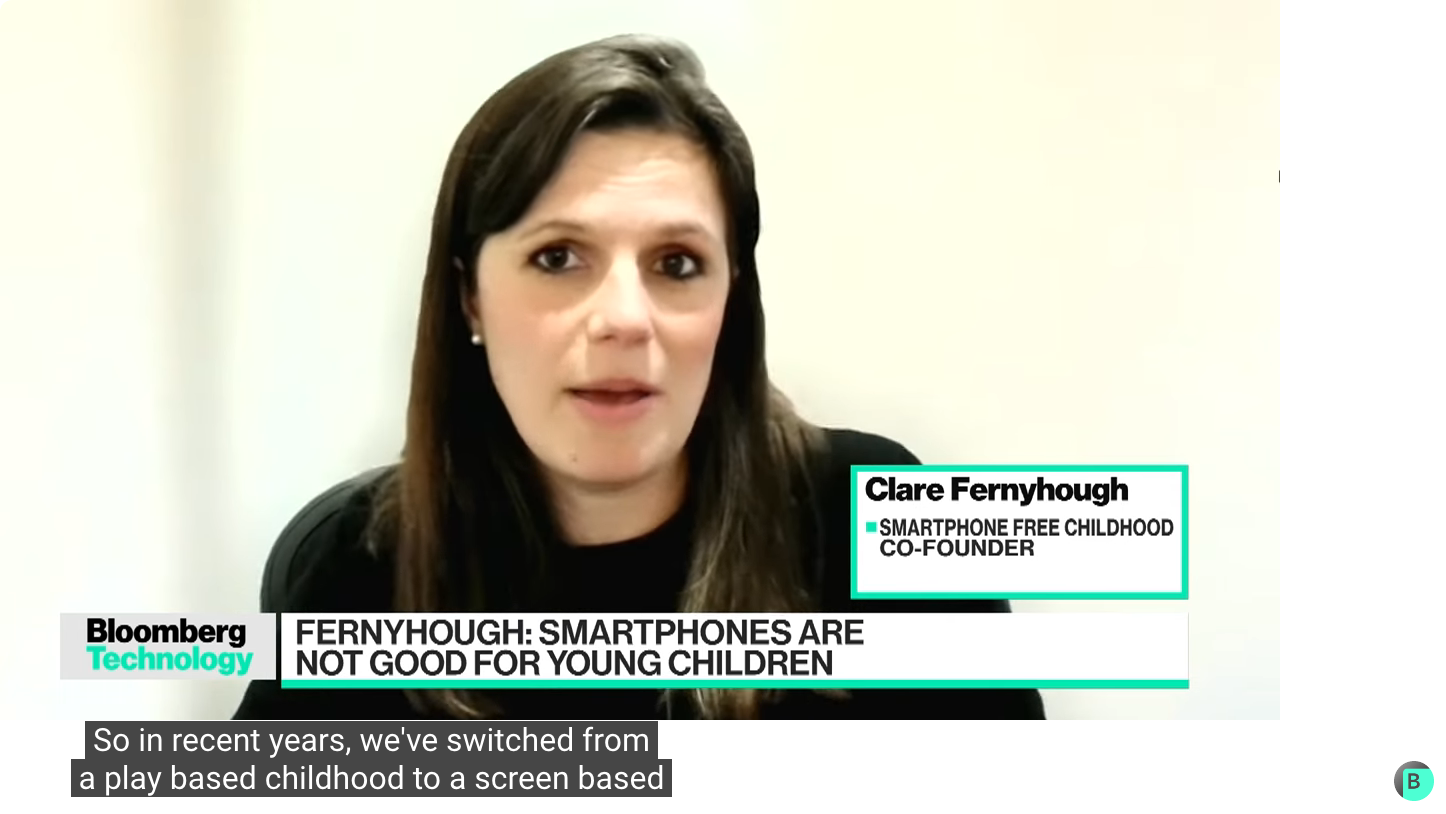 Clare Fernyhough
SMARTPHONE FREE CHILDHOOD
CO-FOUNDER
Bloomberg
Technology
FERNYHOUGH: SMARTPHONES ARE
NOT GOOD FOR YOUNG CHILDREN
So in recent years, we've switched from
a play based childhood to a screen based
B